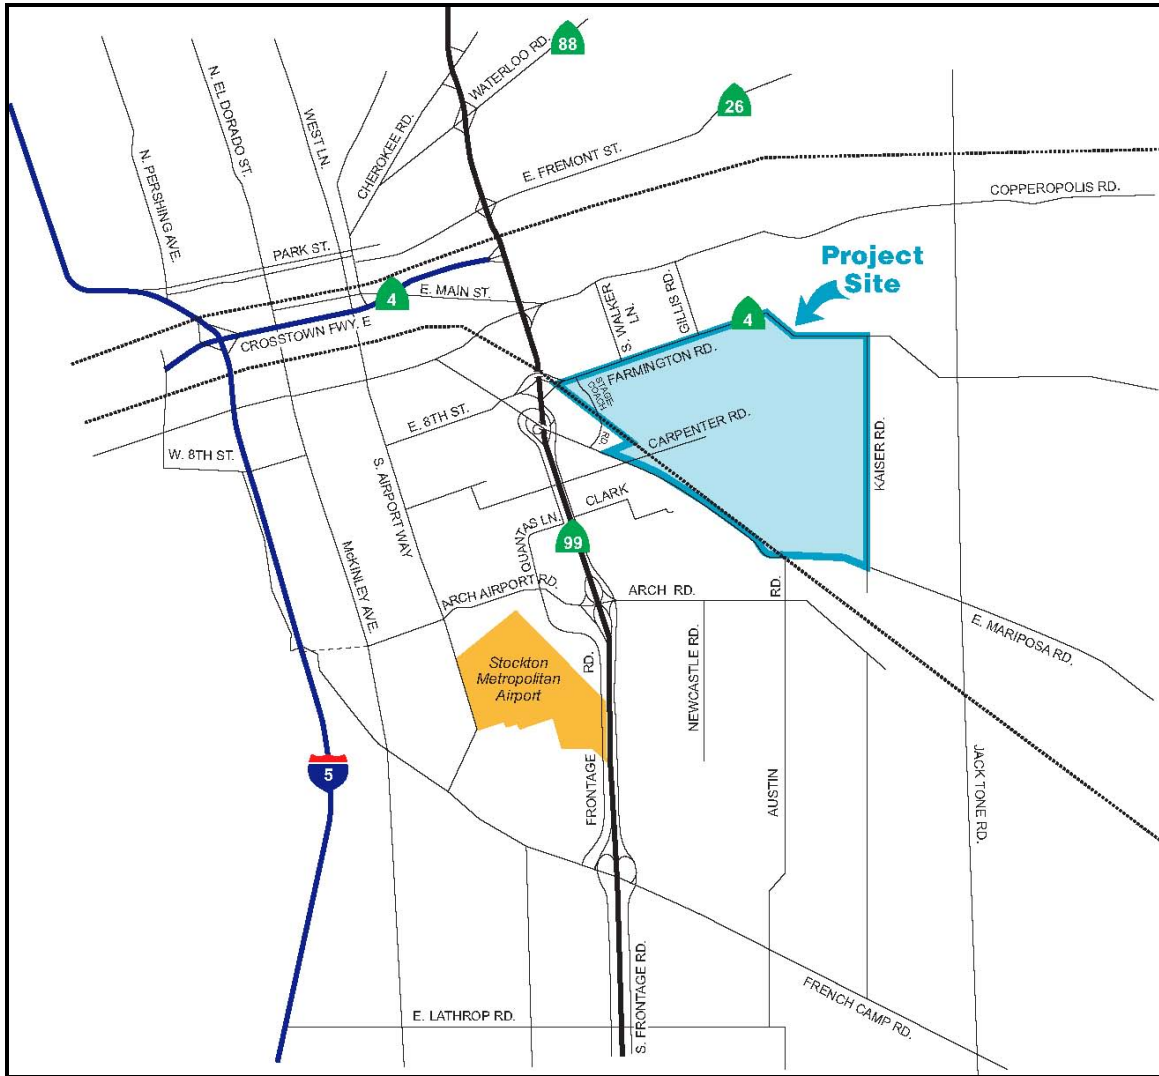 88
WATERLOO RD.
N. EL DORADO ST.
WEST LN.
CHEROKEE RD.
26
N. PERSHING AVE.
E. FREMONT ST.
COPPEROPOLIS RD.
PARK ST.
Project
Site
E. MAIN ST.
4
S. WALKER
LN.
GILLIS RD.
4
CROSSTOWN FWY. E
FARMINGTON RD.
STAGE
COACH
RD.
E. 8TH ST.
CARPENTER RD.
W. 8TH ST.
KAISER RD.
S. AIRPORT WAY
CLARK
QUANTAS LN.
99
McKINLEY AVE.
ARCH AIRPORT RD.
ARCH RD.
RD.
E. MARIPOSA RD.
Stockton
Metropolitan
Airport
RD.
NEWCASTLE RD.
5
FRONTAGE
AUSTIN
JACK TONE RD.
FRENCH CAMP RD.
E. LATHROP RD.
S. FRONTAGE RD.